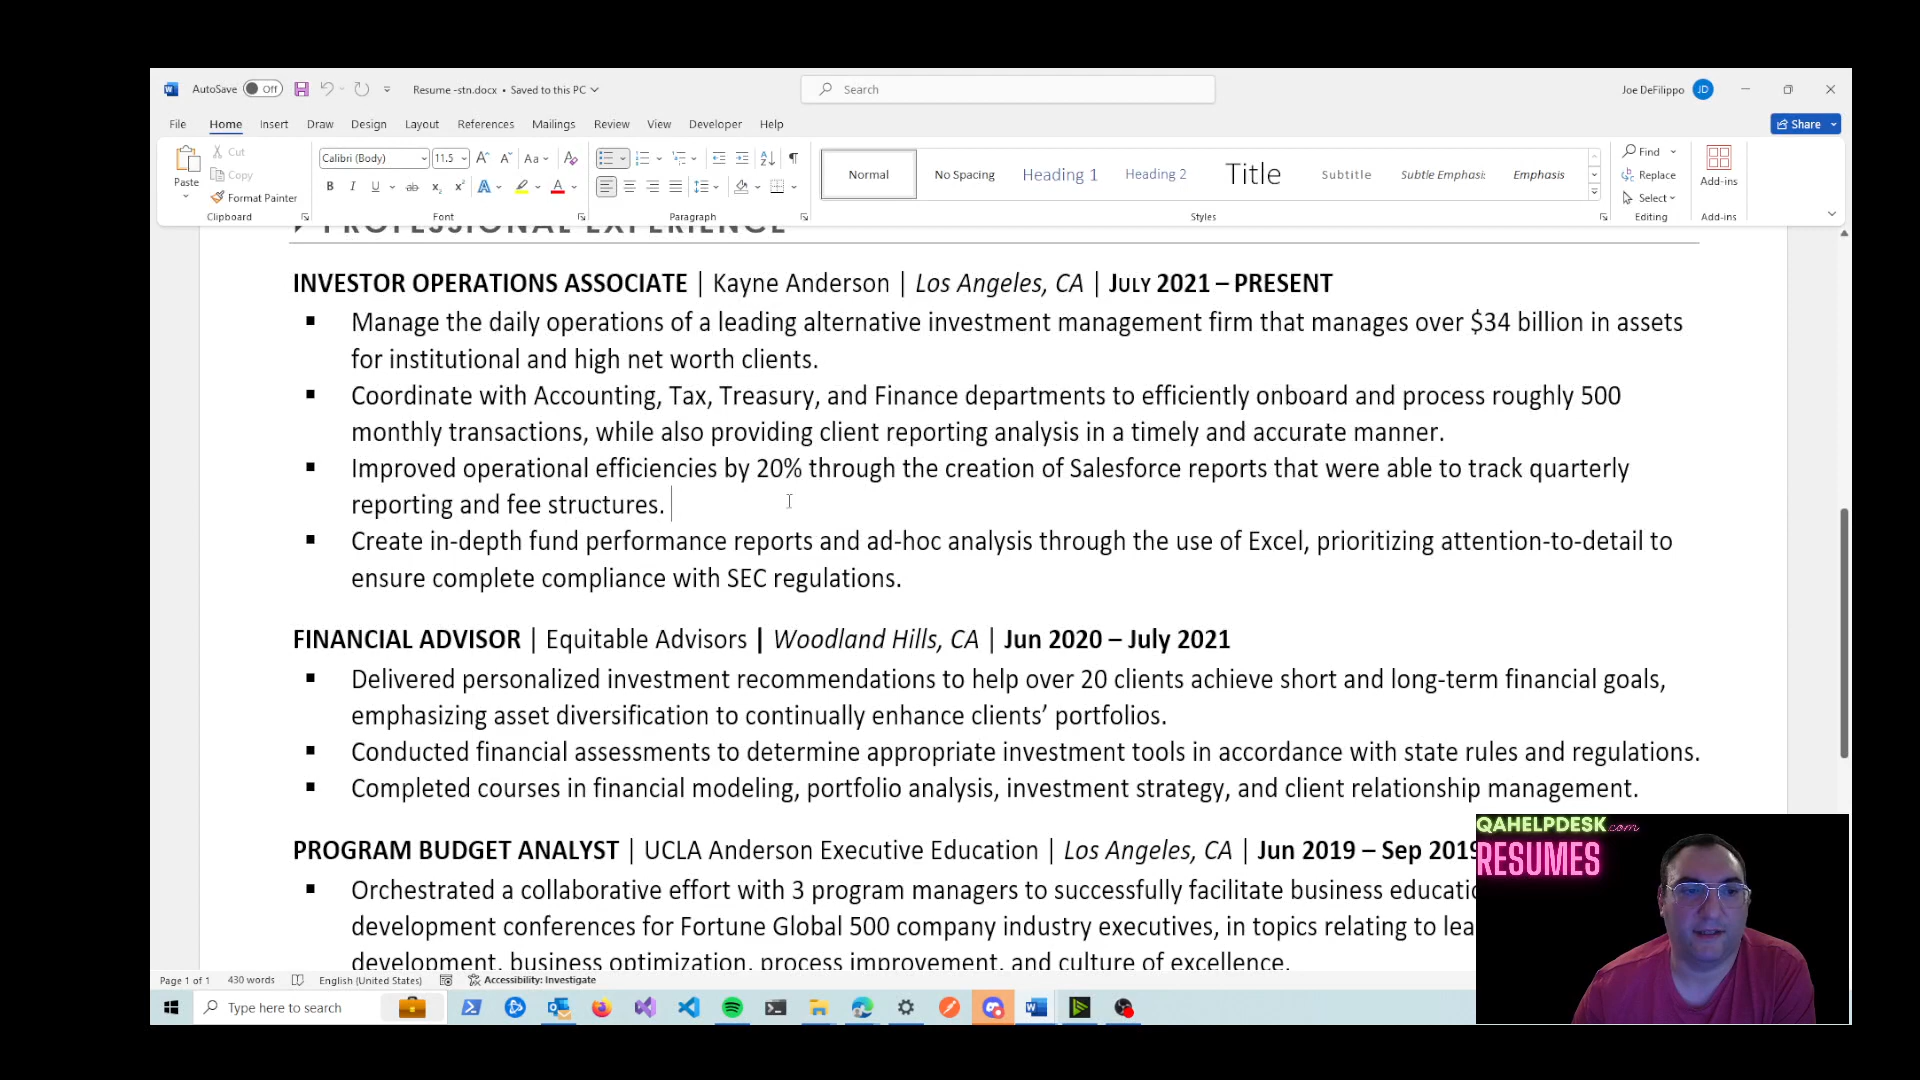 AutoSave Off Resume -stn.docx • Saved to this PC Search Joe DeFilippo JD
File Home Insert Draw Design Layout References Mailings Review View Developer Help Share
Paste Cut Copy Format Painter Clipboard
Calibri (Body) 11.5 Aa B I U ab x₂ x² A A Font
Paragraph
Normal No Spacing Heading 1 Heading 2 Title Subtitle Subtle Emphasi: Emphasis Styles
Find Replace Select Editing
Add-ins Add-ins
PROFESSIONAL EXPERIENCE
INVESTOR OPERATIONS ASSOCIATE | Kayne Anderson | Los Angeles, CA | JULY 2021 – PRESENT
▪ Manage the daily operations of a leading alternative investment management firm that manages over $34 billion in assets
for institutional and high net worth clients.
▪ Coordinate with Accounting, Tax, Treasury, and Finance departments to efficiently onboard and process roughly 500
monthly transactions, while also providing client reporting analysis in a timely and accurate manner.
▪ Improved operational efficiencies by 20% through the creation of Salesforce reports that were able to track quarterly
reporting and fee structures.
▪ Create in-depth fund performance reports and ad-hoc analysis through the use of Excel, prioritizing attention-to-detail to
ensure complete compliance with SEC regulations.
FINANCIAL ADVISOR | Equitable Advisors | Woodland Hills, CA | Jun 2020 – July 2021
▪ Delivered personalized investment recommendations to help over 20 clients achieve short and long-term financial goals,
emphasizing asset diversification to continually enhance clients’ portfolios.
▪ Conducted financial assessments to determine appropriate investment tools in accordance with state rules and regulations.
▪ Completed courses in financial modeling, portfolio analysis, investment strategy, and client relationship management.
PROGRAM BUDGET ANALYST | UCLA Anderson Executive Education | Los Angeles, CA | Jun 2019 – Sep 2019
▪ Orchestrated a collaborative effort with 3 program managers to successfully facilitate business educatio
development conferences for Fortune Global 500 company industry executives, in topics relating to lea
development, business optimization, process improvement, and culture of excellence.
QAHELPDESK.com
RESUMES
Page 1 of 1 430 words English (United States) Accessibility: Investigate
Type here to search